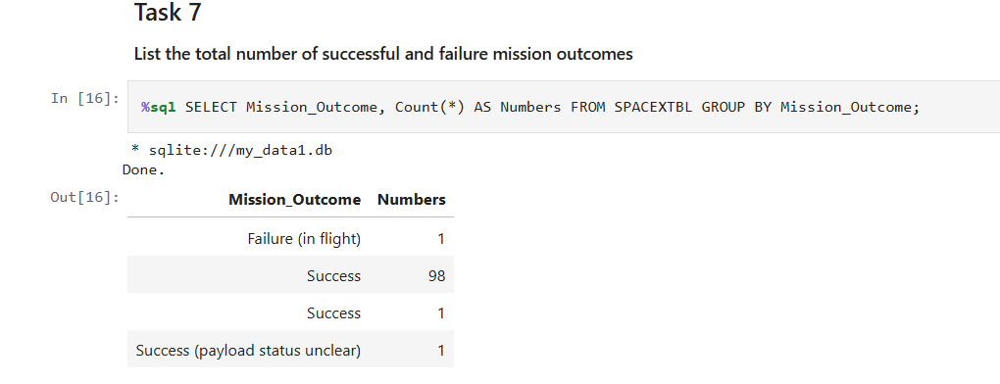 Task 7
List the total number of successful and failure mission outcomes
In [16]: %sql SELECT Mission_Outcome, Count(*) AS Numbers FROM SPACEXTBL GROUP BY Mission_Outcome;
* sqlite:///my_data1.db
Done.
Out[16]: Mission_Outcome Numbers
Failure (in flight) 1
Success 98
Success 1
Success (payload status unclear) 1